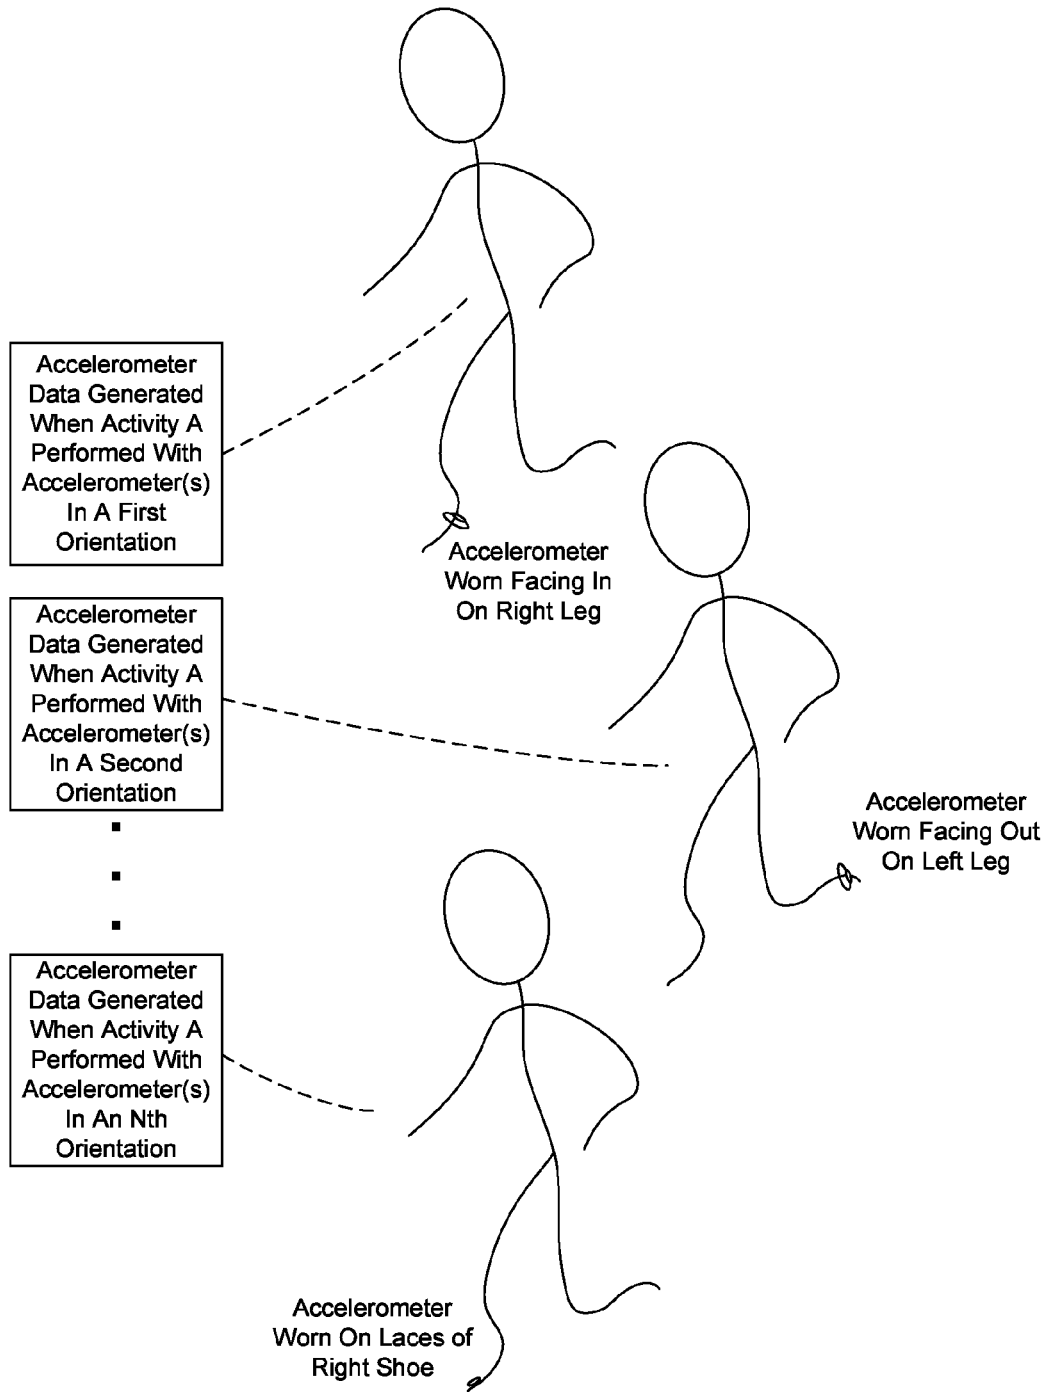 Accelerometer
Data Generated
When Activity A
Performed With
Accelerometer(s)
In A First
Orientation
Accelerometer
Worn Facing In
On Right Leg
Accelerometer
Data Generated
When Activity A
Performed With
Accelerometer(s)
In A Second
Orientation
Accelerometer
Worn Facing Out
On Left Leg
Accelerometer
Data Generated
When Activity A
Performed With
Accelerometer(s)
In An Nth
Orientation
Accelerometer
Worn On Laces of
Right Shoe